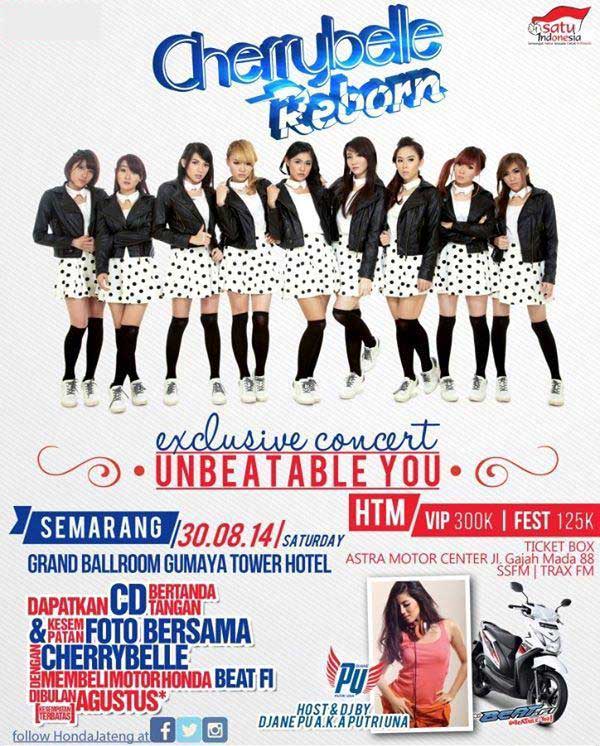 satu
Indonesia
Cherrybelle
Reborn
exclusive concert
• UNBEATABLE YOU •
SEMARANG |30.08.14| SATURDAY
GRAND BALLROOM GUMAYA TOWER HOTEL
HTM VIP 300K | FEST 125K
TICKET BOX
ASTRA MOTOR CENTER Jl. Gajah Mada 88
SSFM | TRAX FM
DAPATKAN CD BERTANDA TANGAN
& KESEMPATAN FOTO BERSAMA
CHERRYBELLE
DENGAN MEMBELI MOTOR HONDA BEAT FI
DIBULAN AGUSTUS*
[KESEMPATAN TERBATAS]
follow HondaJateng at
PU
HOST & DJ BY
DJANE PU A.K.A PUTRI UNA
BEAT-FI